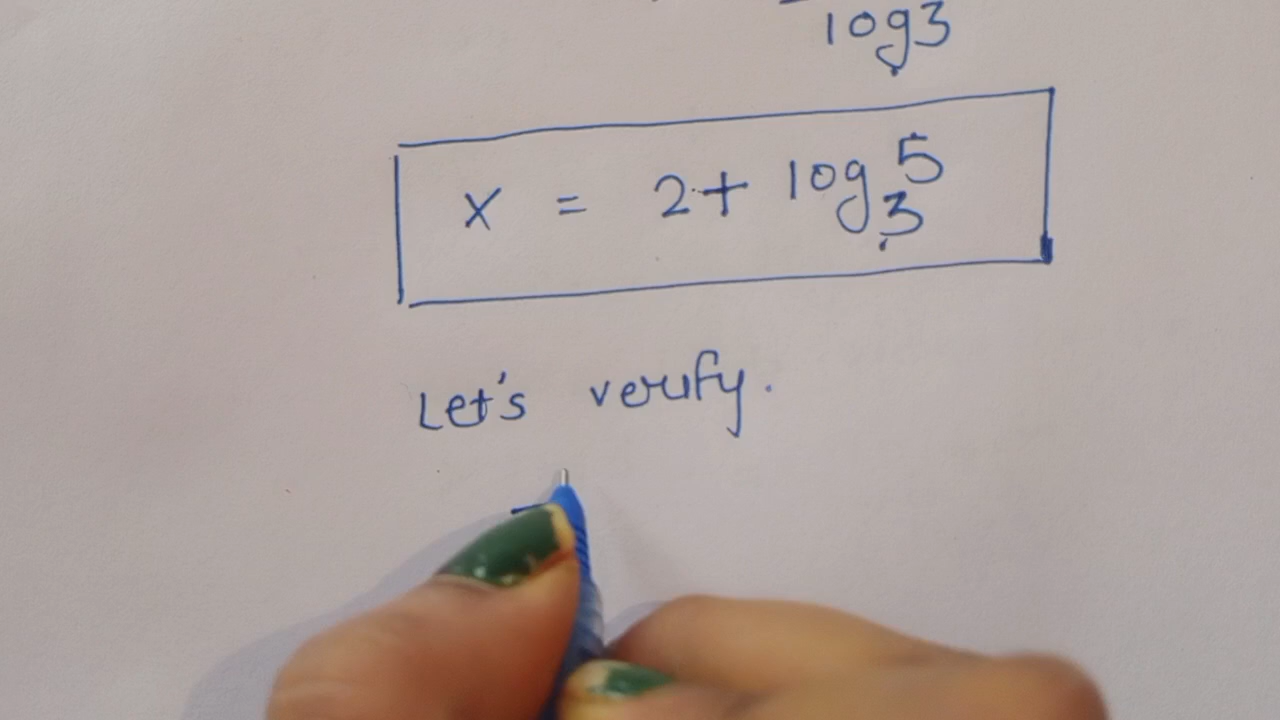 log3
x = 2+ log₃5
Let's verify.